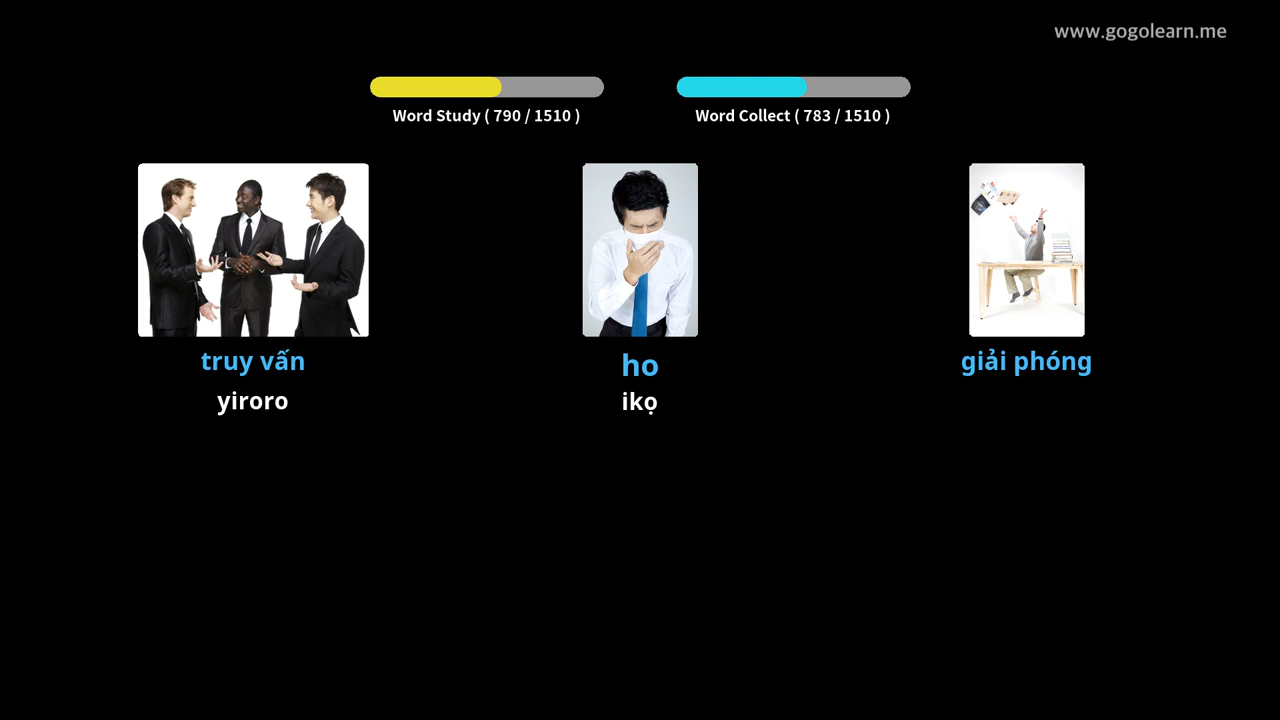 www.gogolearn.me
Word Study ( 790 / 1510 )
Word Collect ( 783 / 1510 )
truy vấn
ho
giải phóng
yiroro
ikọ